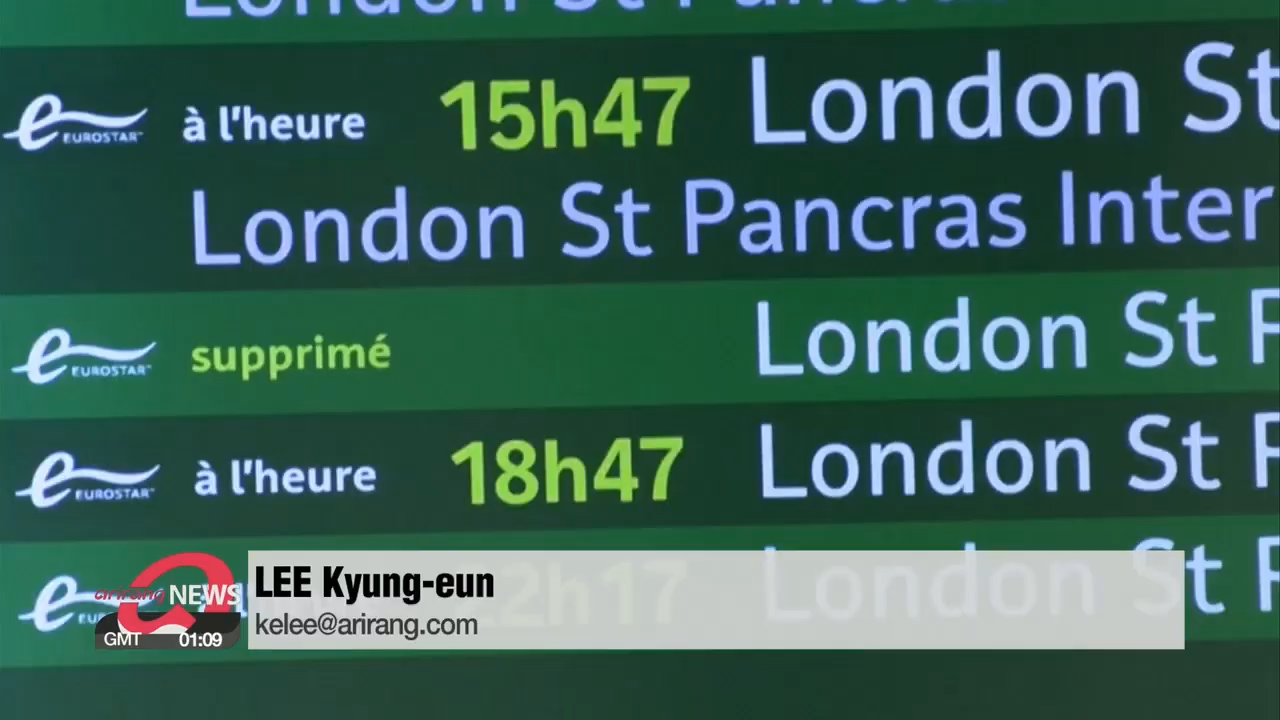 London St Pancras
EUROSTAR à l'heure 15h47 London St
London St Pancras Inter
EUROSTAR supprimé London St P
EUROSTAR à l'heure 18h47 London St P
2h17 London St P
LEE Kyung-eun
kelee@arirang.com
arirang NEWS
GMT 01:09